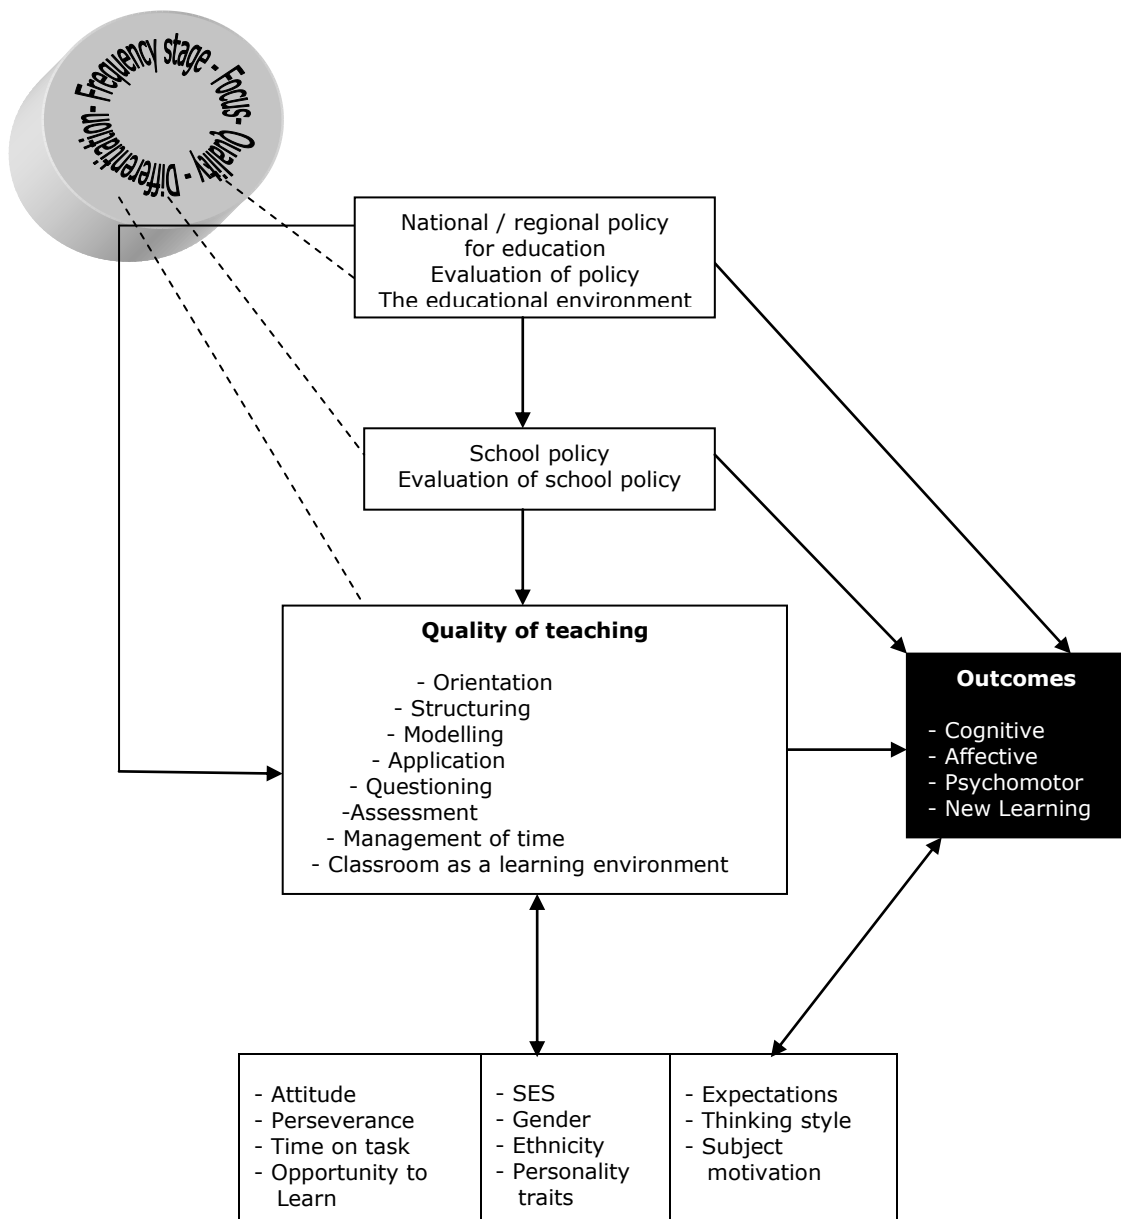 Frequency stage - Focus- Quality - Differentiation-
National / regional policy
for education
Evaluation of policy
The educational environment
School policy
Evaluation of school policy
Quality of teaching
- Orientation
- Structuring
- Modelling
- Application
- Questioning
-Assessment
- Management of time
- Classroom as a learning environment
Outcomes
- Cognitive
- Affective
- Psychomotor
- New Learning
- Attitude
- Perseverance
- Time on task
- Opportunity to
Learn
- SES
- Gender
- Ethnicity
- Personality
traits
- Expectations
- Thinking style
- Subject
motivation